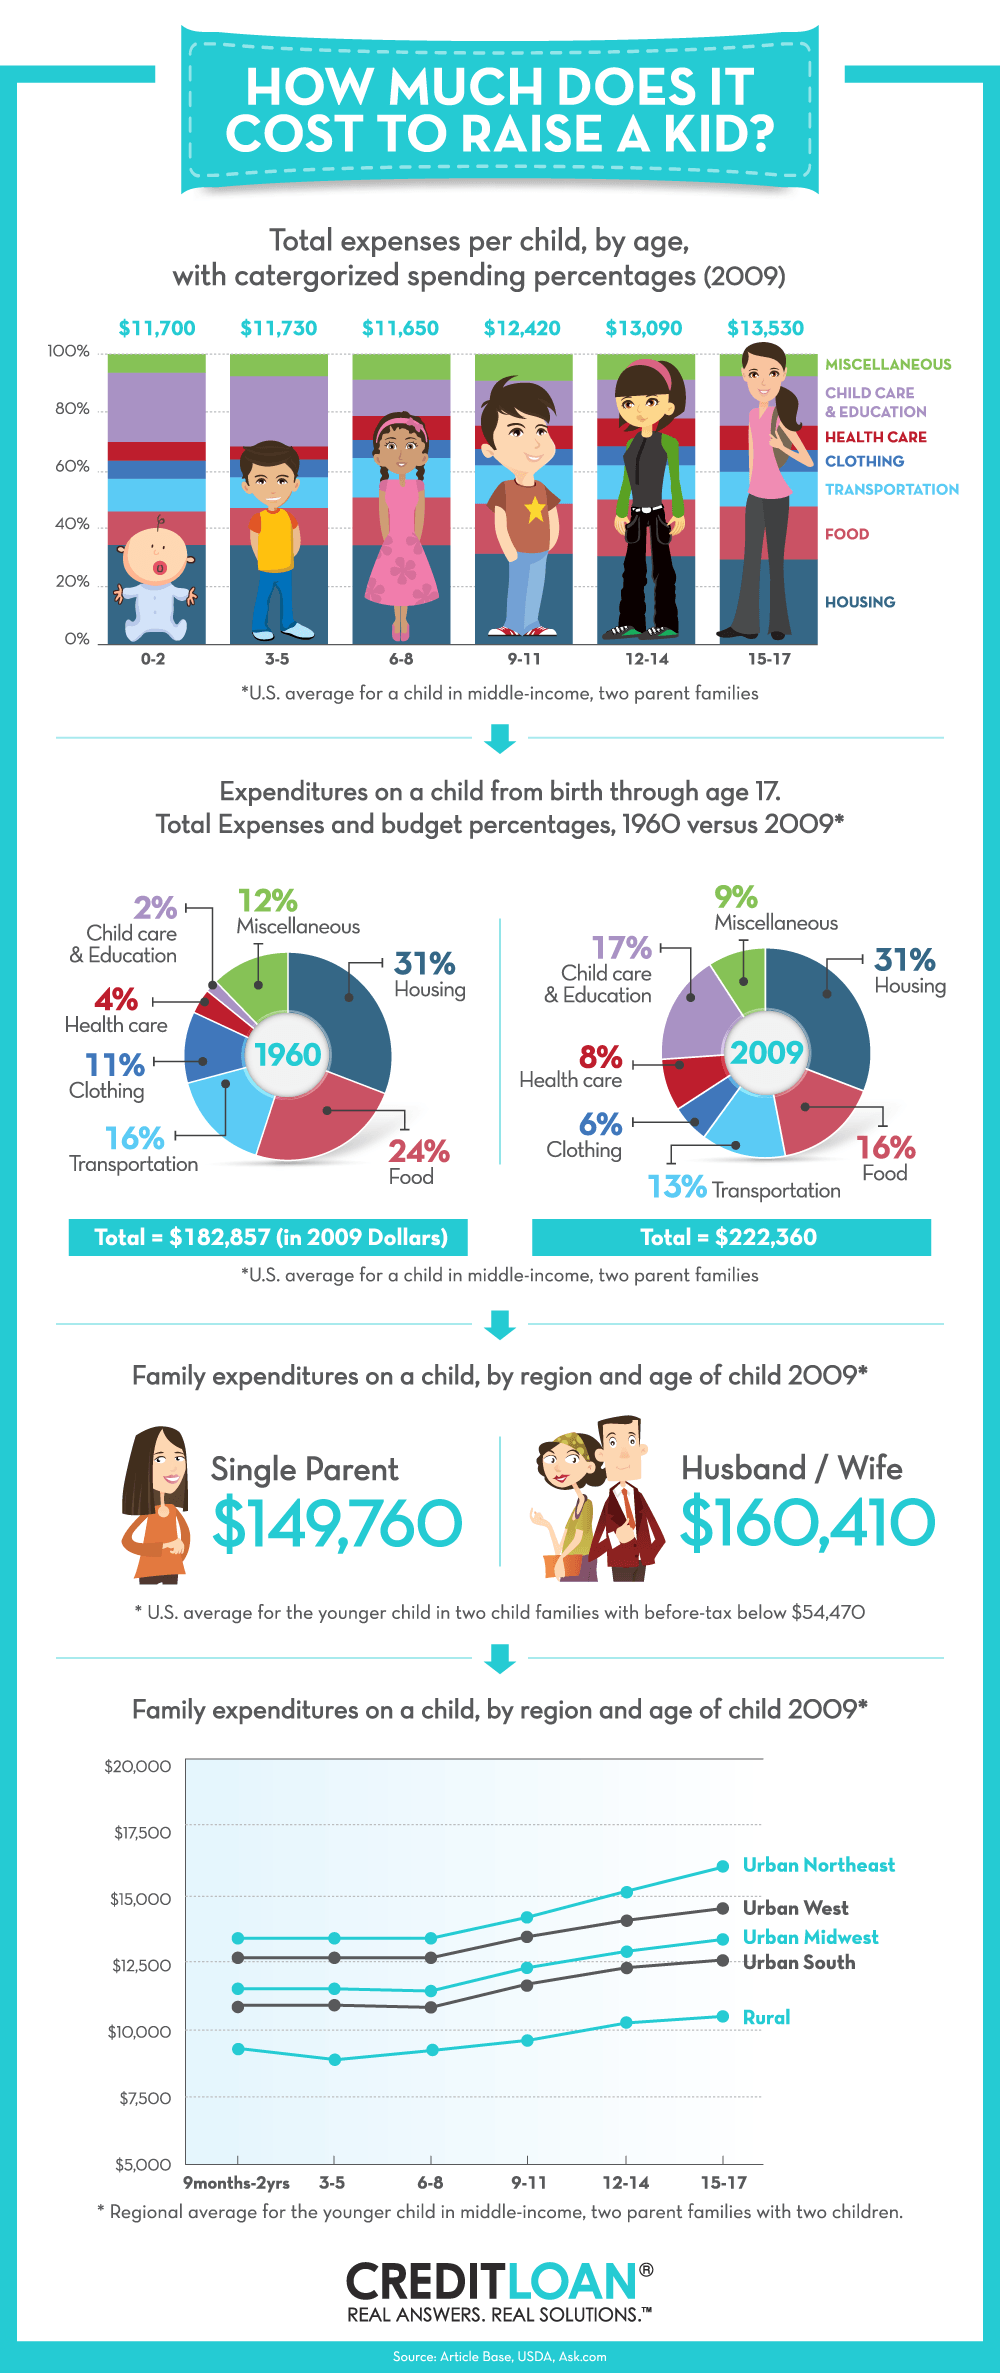 HOW MUCH DOES IT
COST TO RAISE A KID?
Total expenses per child, by age,
with catergorized spending percentages (2009)
$11,700 $11,730 $11,650 $12,420 $13,090 $13,530
100%
80%
60%
40%
20%
0%
MISCELLANEOUS
CHILD CARE
& EDUCATION
HEALTH CARE
CLOTHING
TRANSPORTATION
FOOD
HOUSING
0-2 3-5 6-8 9-11 12-14 15-17
*U.S. average for a child in middle-income, two parent families
Expenditures on a child from birth through age 17.
Total Expenses and budget percentages, 1960 versus 2009*
2%
Child care
& Education
12%
Miscellaneous
31%
Housing
4%
Health care
11%
Clothing
16%
Transportation
24%
Food
1960
9%
Miscellaneous
17%
Child care
& Education
31%
Housing
8%
Health care
6%
Clothing
13% Transportation
16%
Food
2009
Total = $182,857 (in 2009 Dollars)
Total = $222,360
*U.S. average for a child in middle-income, two parent families
Family expenditures on a child, by region and age of child 2009*
Single Parent
$149,760
Husband / Wife
$160,410
* U.S. average for the younger child in two child families with before-tax below $54,470
Family expenditures on a child, by region and age of child 2009*
$20,000
$17,500
$15,000
$12,500
$10,000
$7,500
$5,000
Urban Northeast
Urban West
Urban Midwest
Urban South
Rural
9months-2yrs 3-5 6-8 9-11 12-14 15-17
* Regional average for the younger child in middle-income, two parent families with two children.
CREDITLOAN®
REAL ANSWERS. REAL SOLUTIONS.™
Source: Article Base, USDA, Ask.com